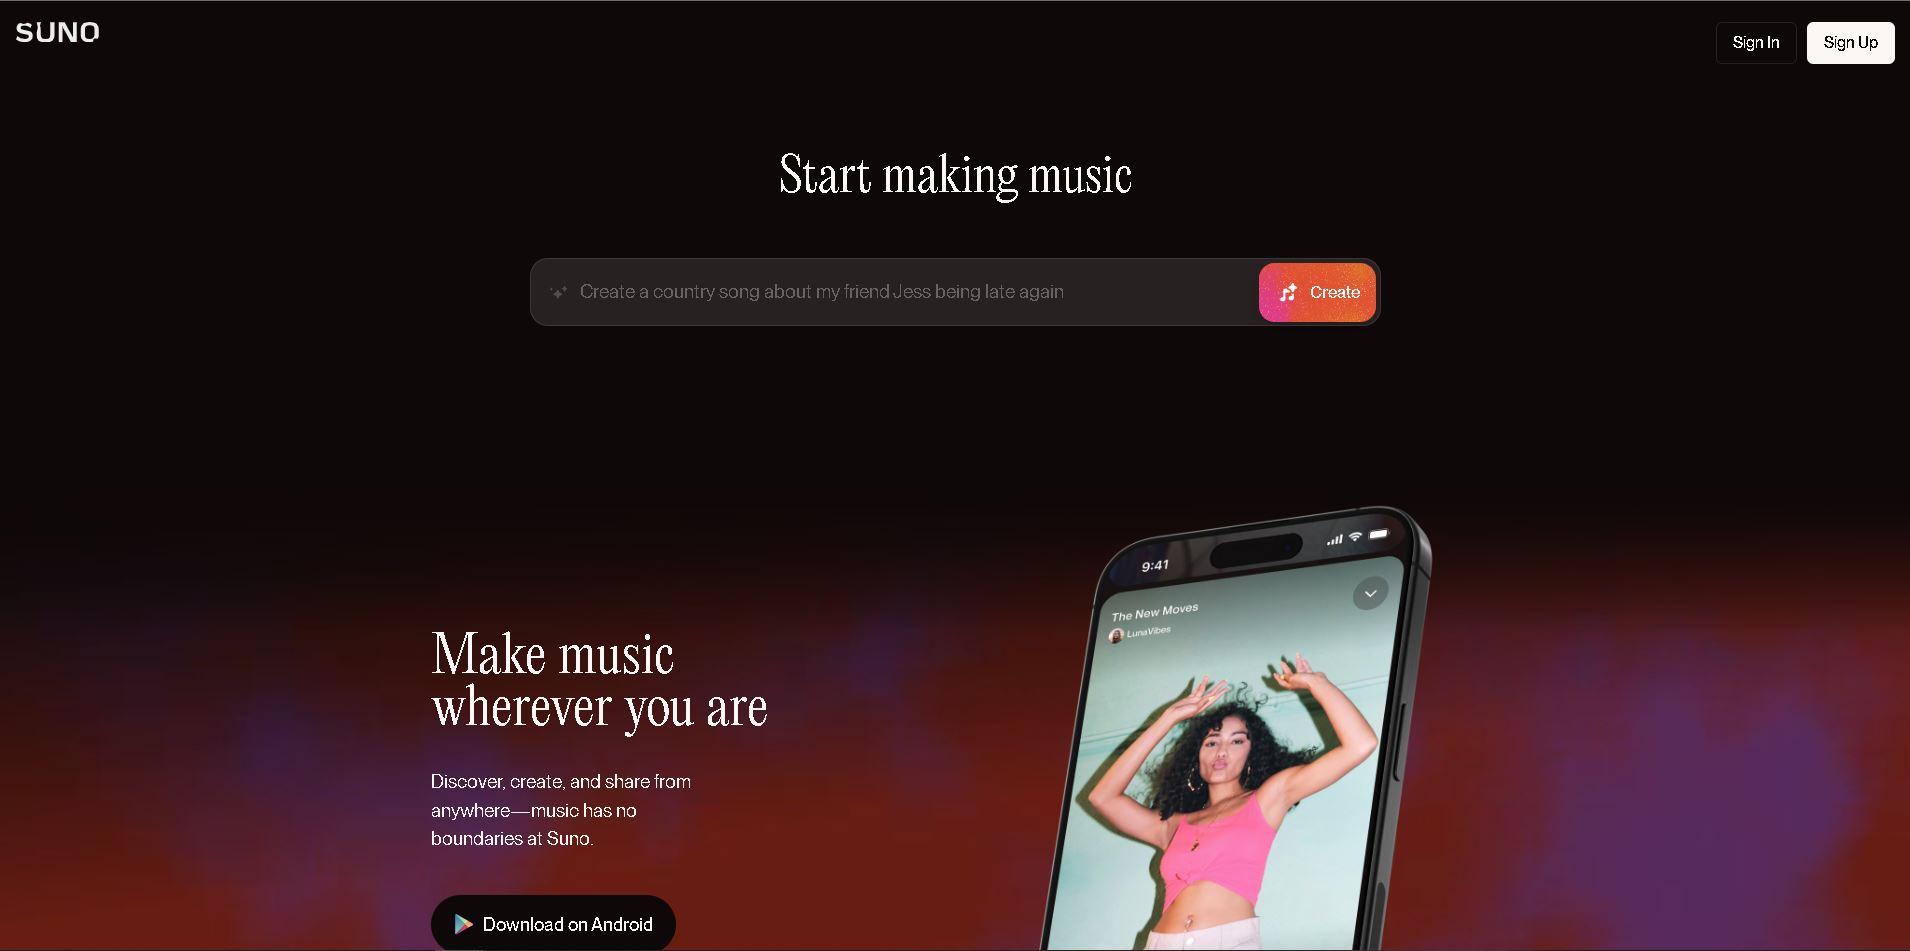 SUNO
Sign In
Sign Up
Start making music
Create a country song about my friend Jess being late again
Create
Make music
wherever you are
Discover, create, and share from
anywhere—music has no
boundaries at Suno.
Download on Android
9:41
The New Moves
LunaVibes